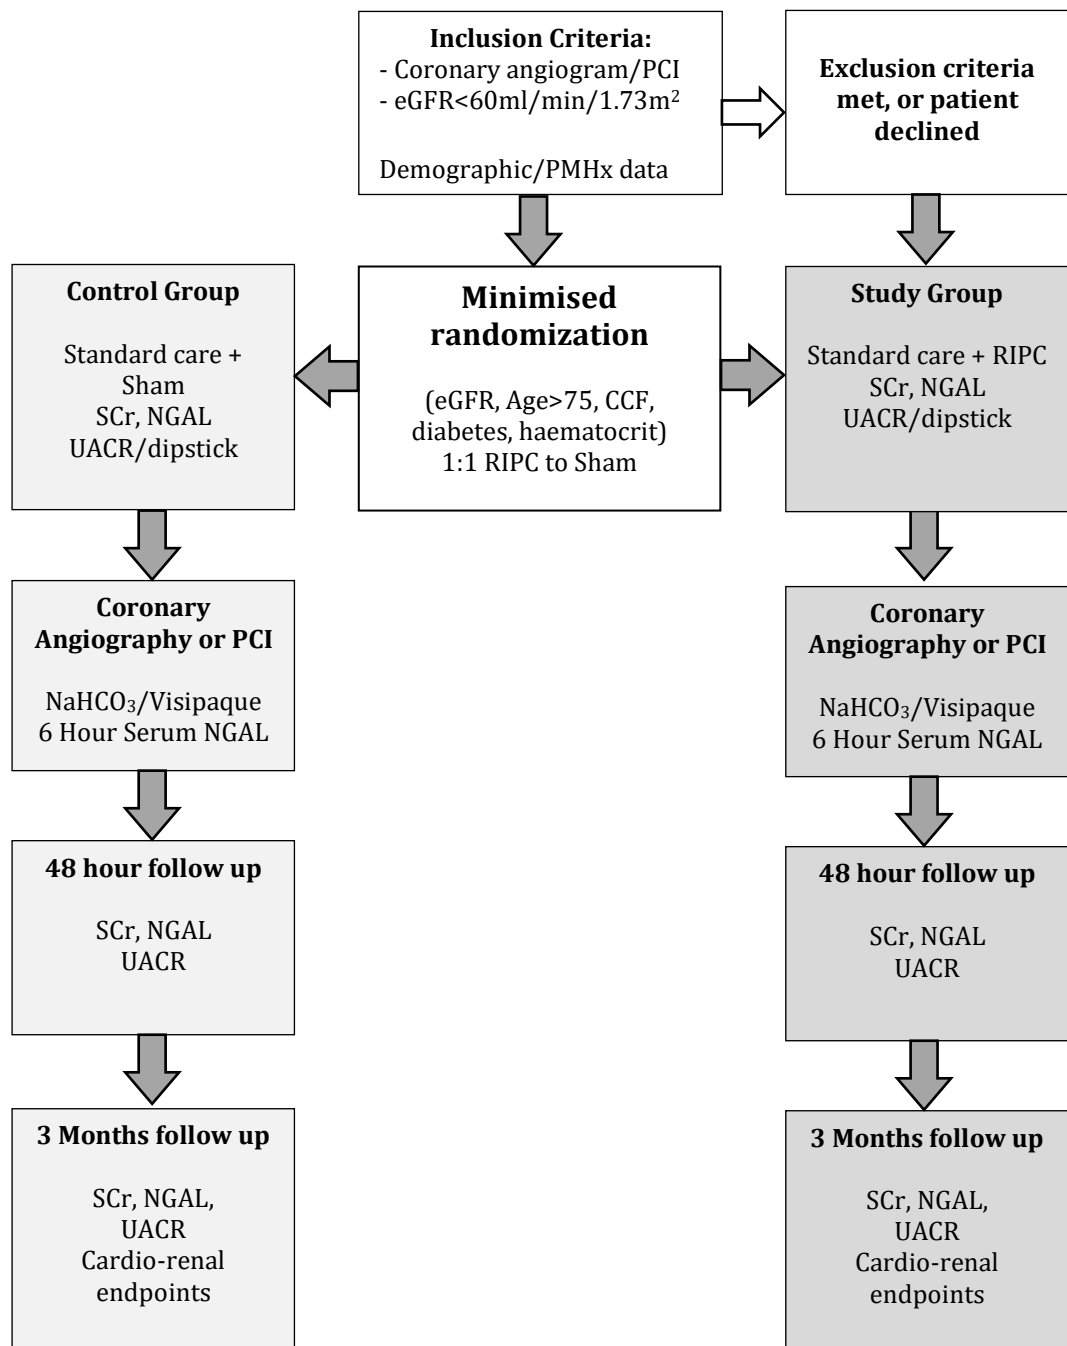 Inclusion Criteria:
- Coronary angiogram/PCI
- eGFR<60ml/min/1.73m²
Demographic/PMHx data
Exclusion criteria
met, or patient
declined
Control Group
Standard care +
Sham
SCr, NGAL
UACR/dipstick
Minimised
randomization
(eGFR, Age>75, CCF,
diabetes, haematocrit)
1:1 RIPC to Sham
Study Group
Standard care + RIPC
SCr, NGAL
UACR/dipstick
Coronary
Angiography or PCI
NaHCO₃/Visipaque
6 Hour Serum NGAL
Coronary
Angiography or PCI
NaHCO₃/Visipaque
6 Hour Serum NGAL
48 hour follow up
SCr, NGAL
UACR
48 hour follow up
SCr, NGAL
UACR
3 Months follow up
SCr, NGAL,
UACR
Cardio-renal
endpoints
3 Months follow up
SCr, NGAL,
UACR
Cardio-renal
endpoints